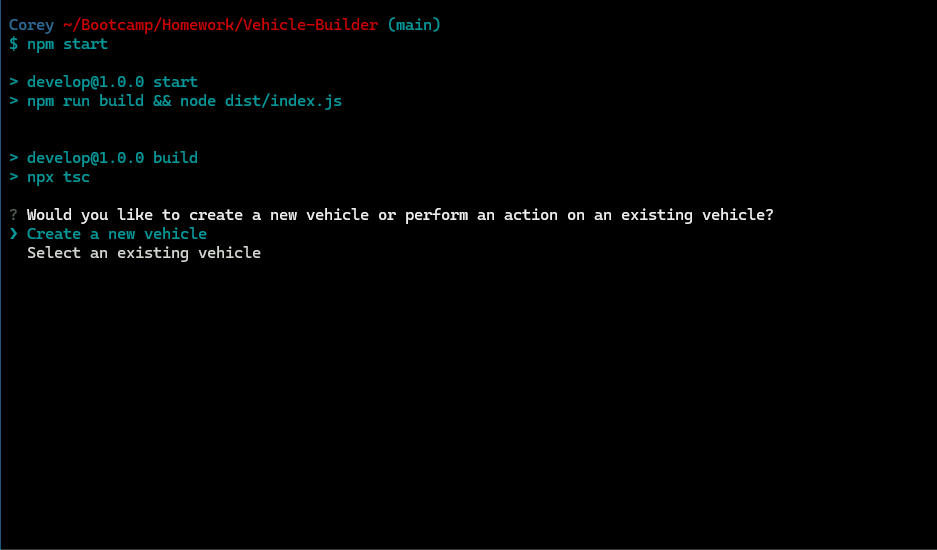 Corey ~/Bootcamp/Homework/Vehicle-Builder (main)
$ npm start
> develop@1.0.0 start
> npm run build && node dist/index.js
> develop@1.0.0 build
> npx tsc
? Would you like to create a new vehicle or perform an action on an existing vehicle?
❯ Create a new vehicle
Select an existing vehicle